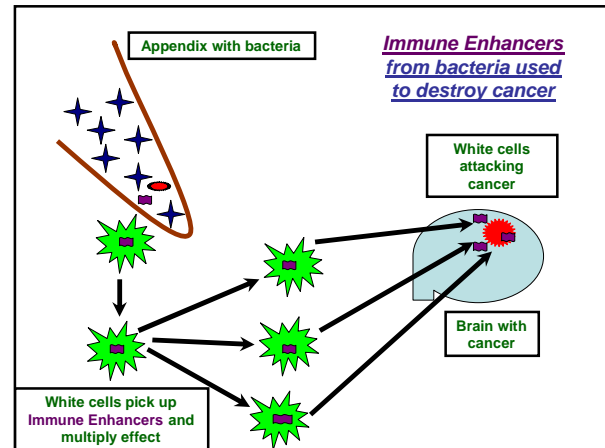 Appendix with bacteria
Immune Enhancers
from bacteria used
to destroy cancer
White cells
attacking
cancer
Brain with
cancer
White cells pick up
Immune Enhancers and
multiply effect